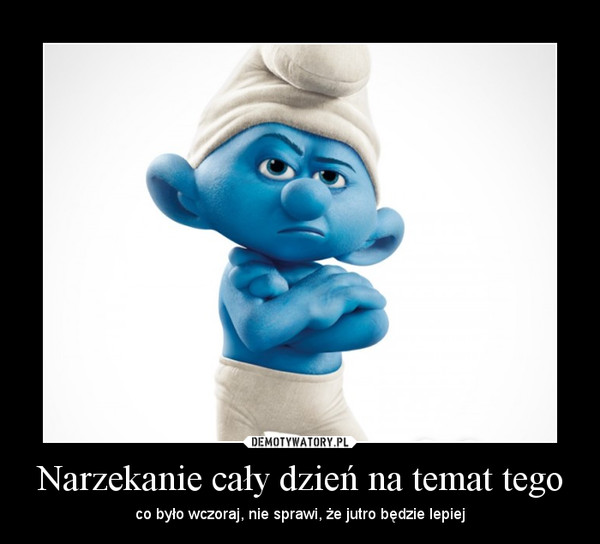 DEMOTYWATORY.PL
Narzekanie cały dzień na temat tego
co było wczoraj, nie sprawi, że jutro będzie lepiej